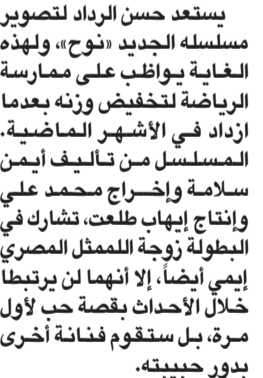 يستعد حسن الرداد لتصوير
مسلسله الجديد «نوح»، ولهذه
الغاية يواظب على ممارسة
الرياضة لتخفيض وزنه بعدما
ازداد في الأشهر الماضية.
المسلسل من تأليف أيمن
سلامة وإخراج محمد علي
وإنتاج إيهاب طلعت، تشارك في
البطولة زوجة اللممثل المصري
إيمي أيضاً، إلا أنهما لن يرتبطا
خلال الأحداث بقصة حب لأول
مرة، بل ستقوم فنانة أخرى
بدور حبيبته.